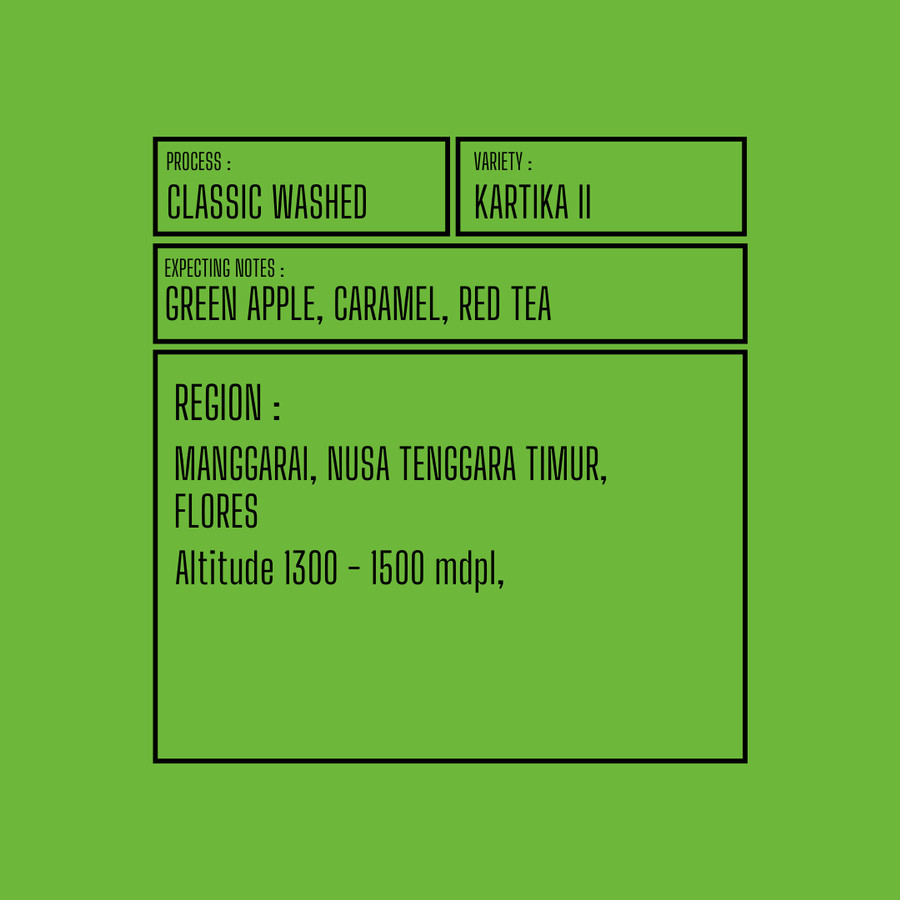 PROCESS :
CLASSIC WASHED
VARIETY :
KARTIKA II
EXPECTING NOTES :
GREEN APPLE, CARAMEL, RED TEA
REGION :
MANGGARAI, NUSA TENGGARA TIMUR,
FLORES
Altitude 1300 - 1500 mdpl,